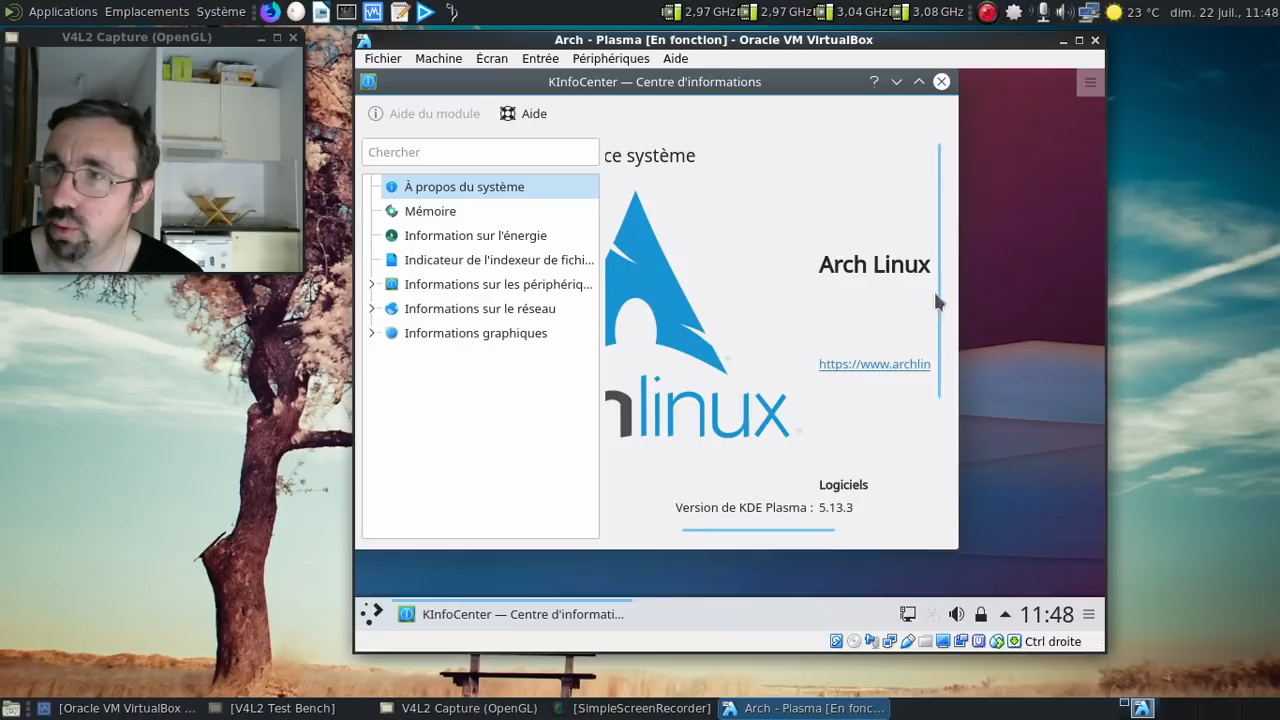 Applications Emplacements Système 2,97 GHz 2,97 GHz 3,04 GHz 3,08 GHz 23 °C dim. 22 juil., 11:48
V4L2 Capture (OpenGL)
Arch - Plasma [En fonction] - Oracle VM VirtualBox
Fichier Machine Écran Entrée Périphériques Aide
KInfoCenter — Centre d'informations
Aide du module Aide
Chercher
ce système
À propos du système
Mémoire
Information sur l'énergie
Indicateur de l'indexeur de fichi...
Informations sur les périphériq...
Informations sur le réseau
Informations graphiques
Arch Linux
https://www.archlin
linux
Logiciels
Version de KDE Plasma : 5.13.3
KInfoCenter — Centre d'informati... 11:48
Ctrl droite
[Oracle VM VirtualBox ... [V4L2 Test Bench] V4L2 Capture (OpenGL) [SimpleScreenRecorder] Arch - Plasma [En fonc...